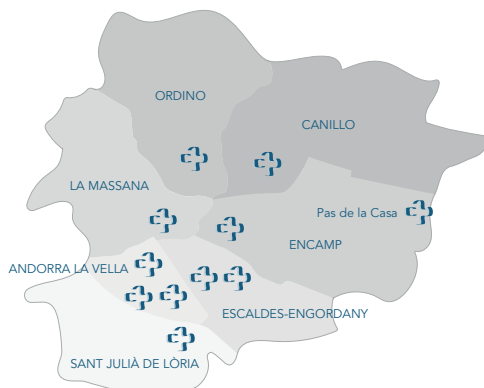 ORDINO
CANILLO
LA MASSANA
Pas de la Casa
ENCAMP
ANDORRA LA VELLA
ESCALDES-ENGORDANY
SANT JULIÀ DE LÒRIA